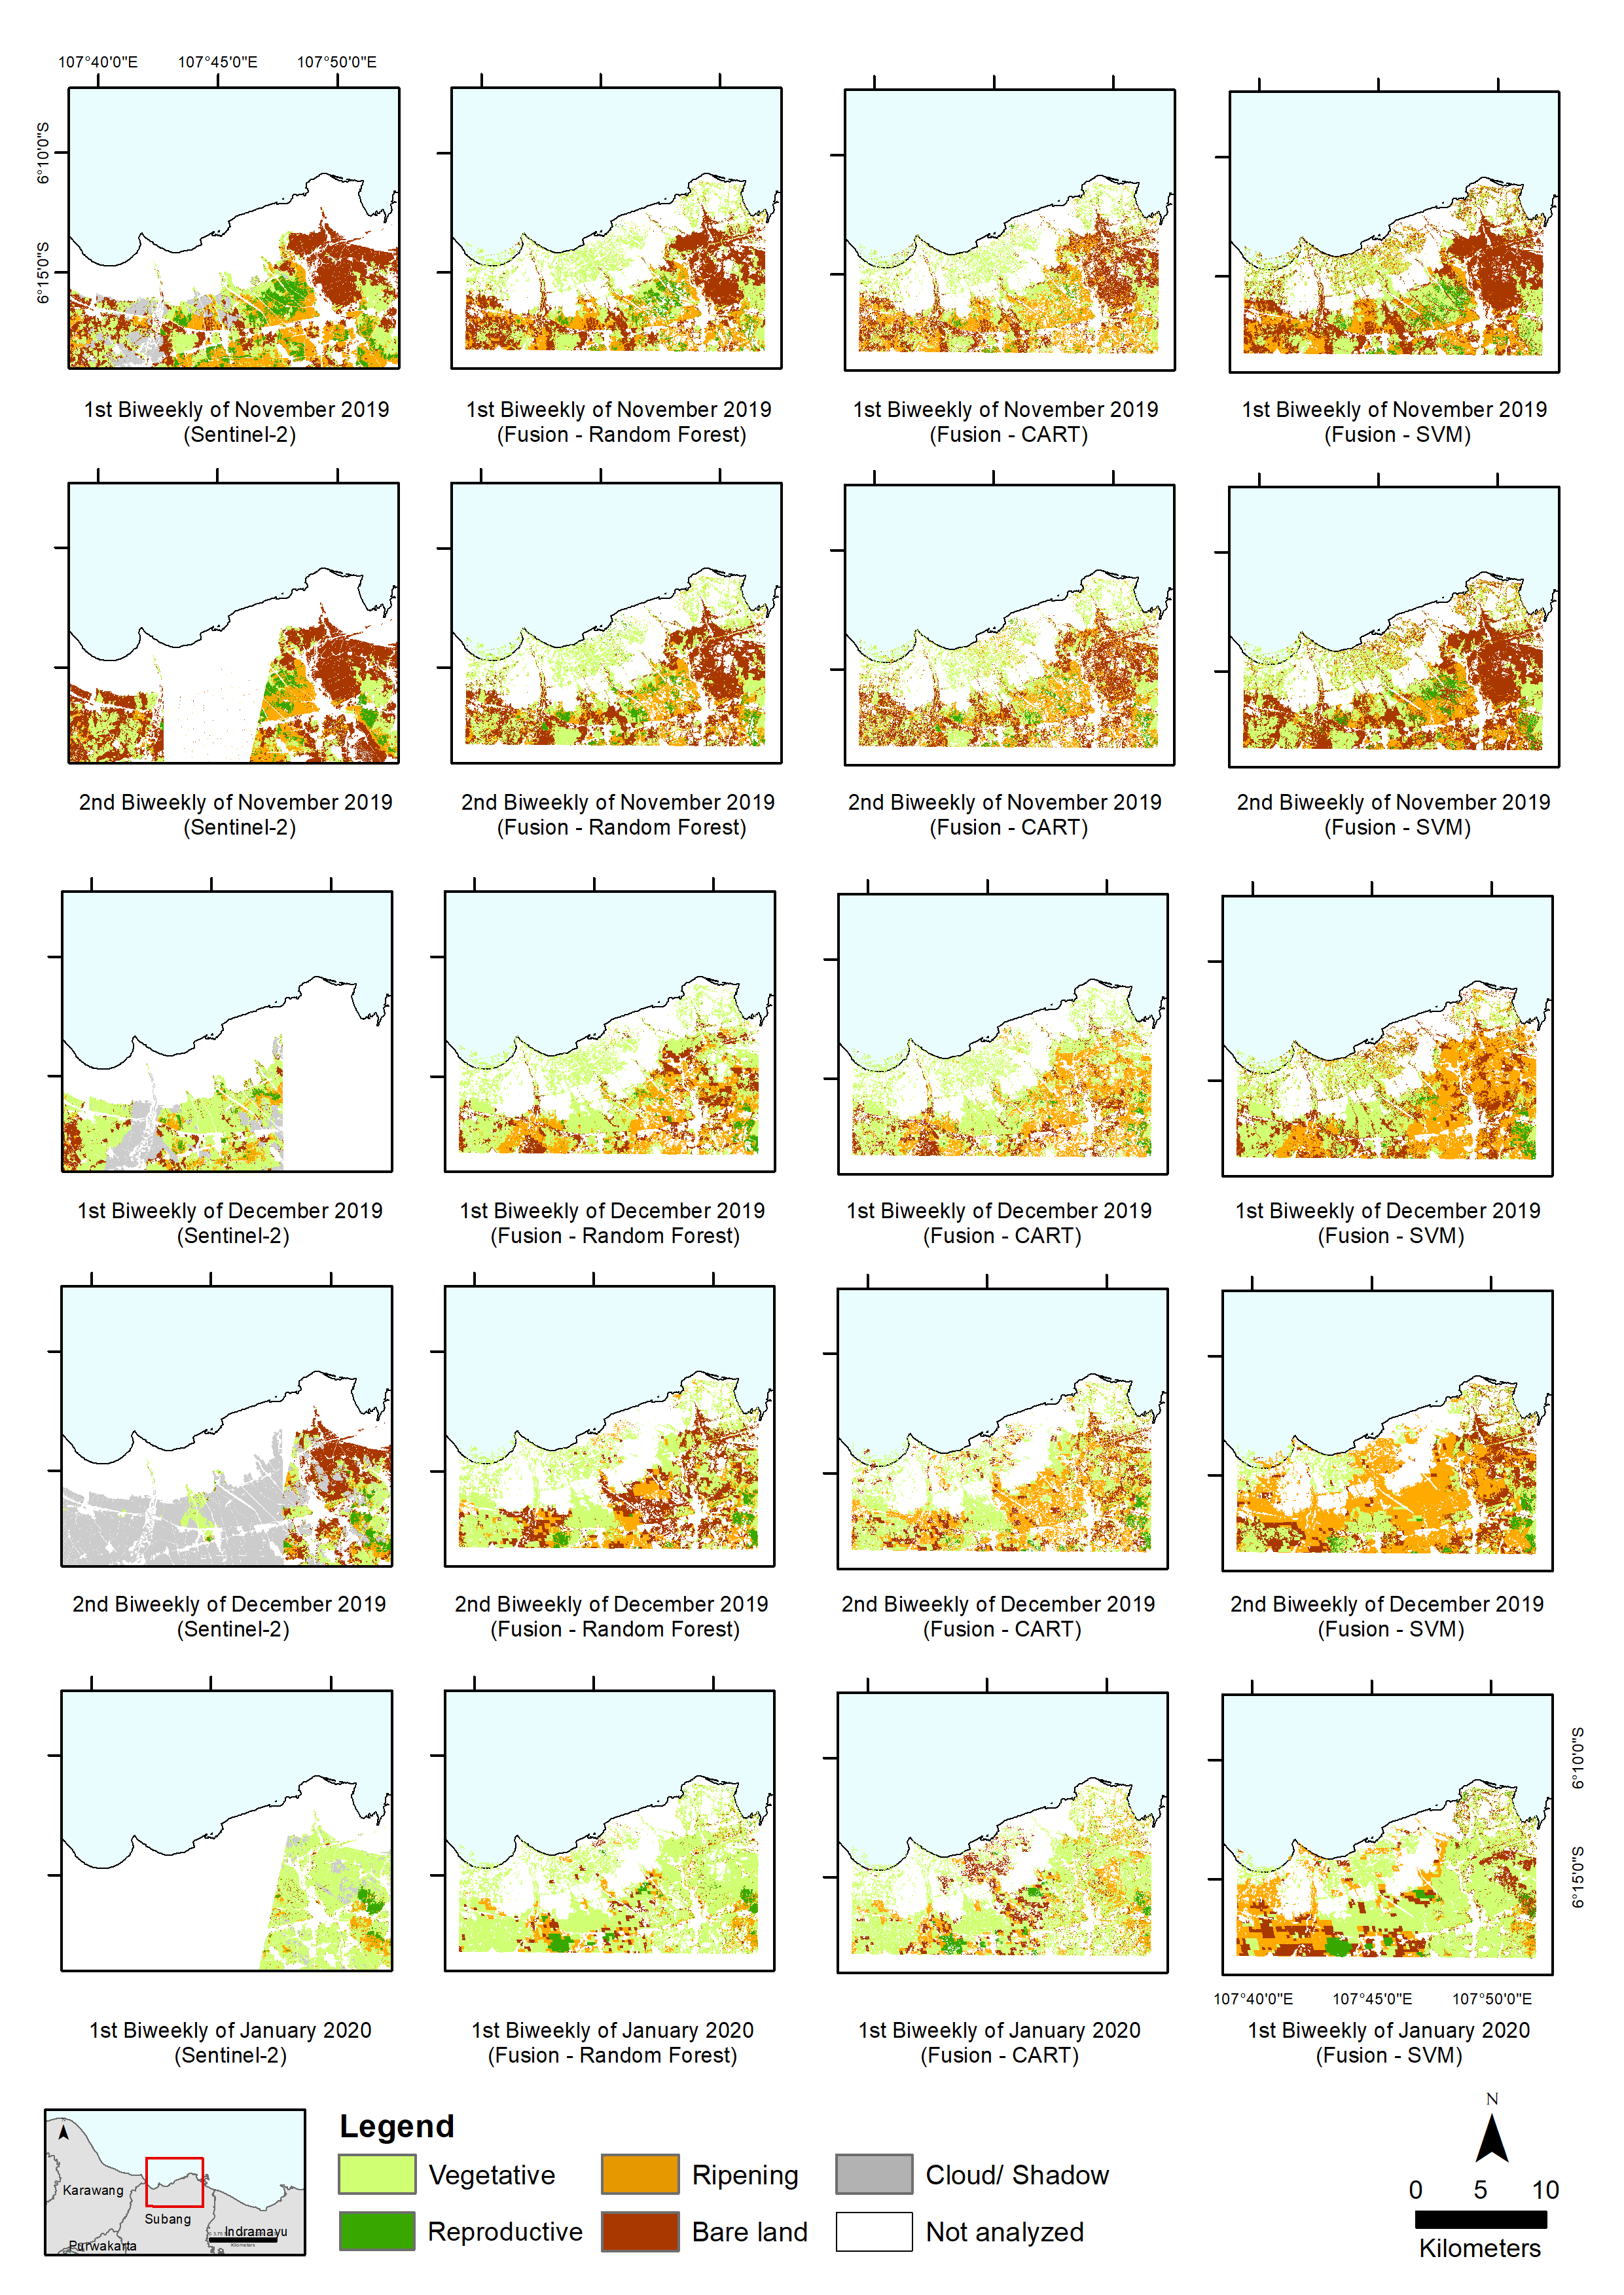 107°40'0"E 107°45'0"E 107°50'0"E
6°10'0"S
6°15'0"S
1st Biweekly of November 2019
(Sentinel-2)
1st Biweekly of November 2019
(Fusion - Random Forest)
1st Biweekly of November 2019
(Fusion - CART)
1st Biweekly of November 2019
(Fusion - SVM)
2nd Biweekly of November 2019
(Sentinel-2)
2nd Biweekly of November 2019
(Fusion - Random Forest)
2nd Biweekly of November 2019
(Fusion - CART)
2nd Biweekly of November 2019
(Fusion - SVM)
1st Biweekly of December 2019
(Sentinel-2)
1st Biweekly of December 2019
(Fusion - Random Forest)
1st Biweekly of December 2019
(Fusion - CART)
1st Biweekly of December 2019
(Fusion - SVM)
2nd Biweekly of December 2019
(Sentinel-2)
2nd Biweekly of December 2019
(Fusion - Random Forest)
2nd Biweekly of December 2019
(Fusion - CART)
2nd Biweekly of December 2019
(Fusion - SVM)
6°10'0"S
6°15'0"S
107°40'0"E 107°45'0"E 107°50'0"E
1st Biweekly of January 2020
(Sentinel-2)
1st Biweekly of January 2020
(Fusion - Random Forest)
1st Biweekly of January 2020
(Fusion - CART)
1st Biweekly of January 2020
(Fusion - SVM)
Karawang
Subang
Indramayu
Purwakarta
Kilometers
Legend
Vegetative
Ripening
Cloud/ Shadow
Reproductive
Bare land
Not analyzed
N
0 5 10
Kilometers